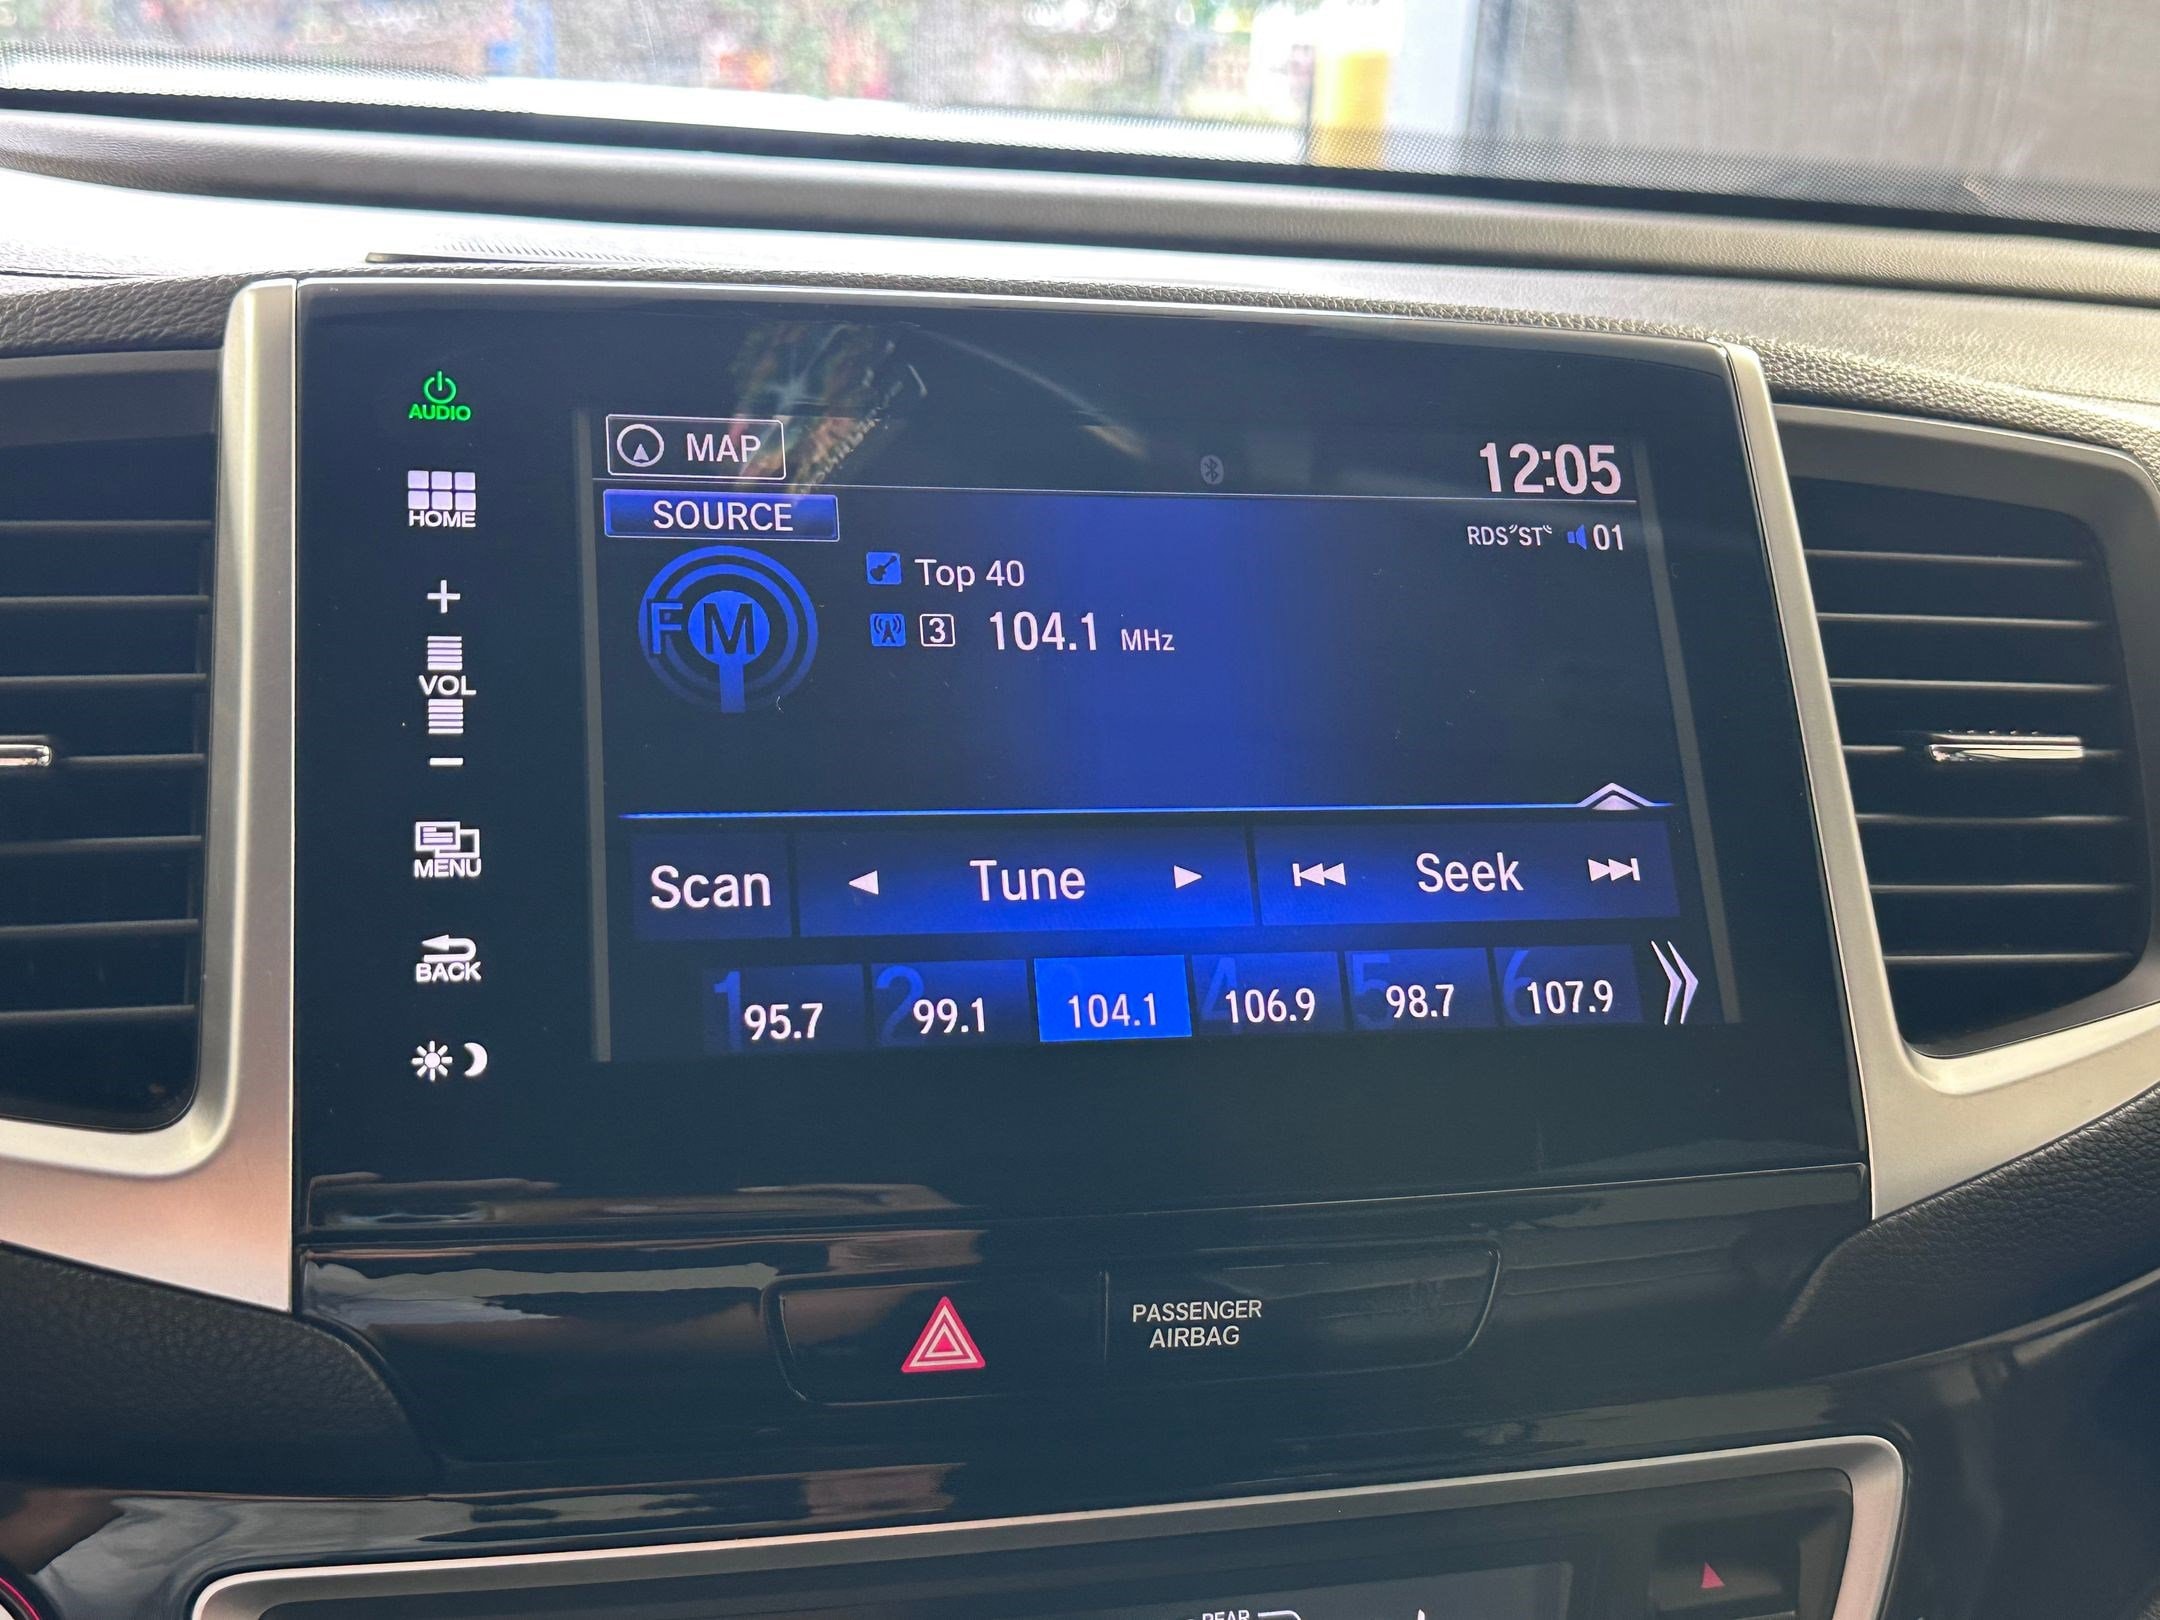 AUDIO
HOME
+
VOL
−
MENU
BACK
MAP
12:05
SOURCE
RDS ST 01
FM
Top 40
3 104.1 MHz
Scan
Tune
Seek
1 95.7
2 99.1
3 104.1
4 106.9
5 98.7
6 107.9
PASSENGER
AIRBAG
REAR